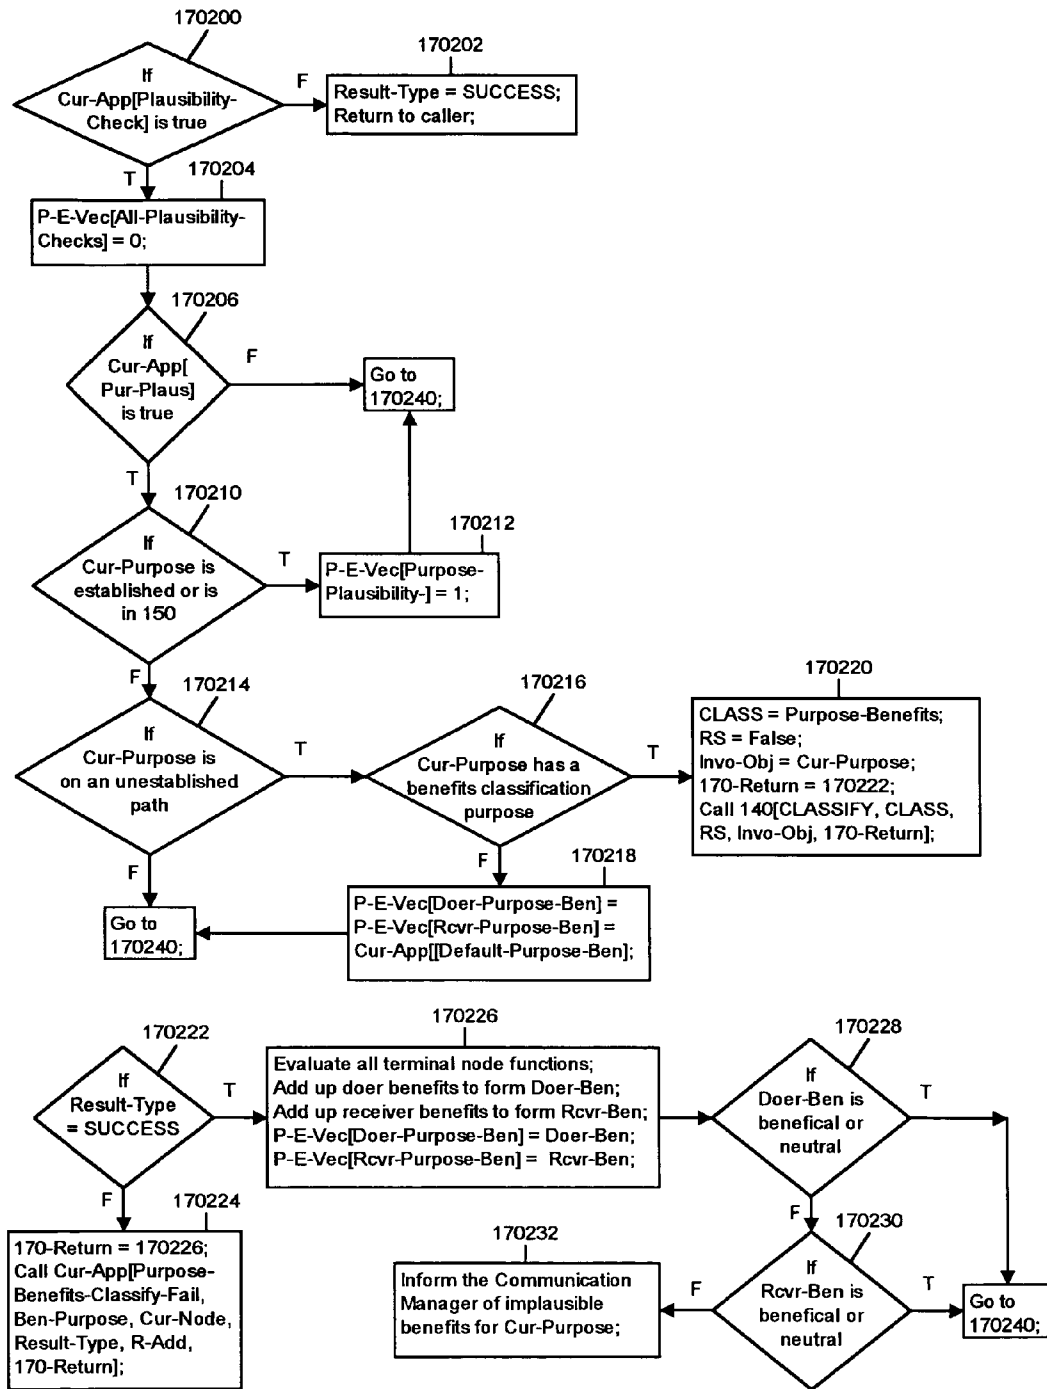 170200
If
Cur-App[Plausibility-
Check] is true
F
170202
Result-Type = SUCCESS;
Return to caller;
T
170204
P-E-Vec[All-Plausibility-
Checks] = 0;
170206
If
Cur-App[
Pur-Plaus]
is true
F
Go to
170240;
T
170210
If
Cur-Purpose is
established or is
in 150
T
170212
P-E-Vec[Purpose-
Plausibility-] = 1;
F
170214
If
Cur-Purpose is
on an unestablished
path
T
170216
If
Cur-Purpose has a
benefits classification
purpose
T
170220
CLASS = Purpose-Benefits;
RS = False;
Invo-Obj = Cur-Purpose;
170-Return = 170222;
Call 140[CLASSIFY, CLASS,
RS, Invo-Obj, 170-Return];
F
Go to
170240;
F
170218
P-E-Vec[Doer-Purpose-Ben] =
P-E-Vec[Rcvr-Purpose-Ben] =
Cur-App[[Default-Purpose-Ben];
170222
If
Result-Type
= SUCCESS
T
170226
Evaluate all terminal node functions;
Add up doer benefits to form Doer-Ben;
Add up receiver benefits to form Rcvr-Ben;
P-E-Vec[Doer-Purpose-Ben] = Doer-Ben;
P-E-Vec[Rcvr-Purpose-Ben] = Rcvr-Ben;
170228
If
Doer-Ben is
benefical or
neutral
T
F
170224
170-Return = 170226;
Call Cur-App[Purpose-
Benefits-Classify-Fail,
Ben-Purpose, Cur-Node,
Result-Type, R-Add,
170-Return];
F
170230
If
Rcvr-Ben is
benefical or
neutral
T
Go to
170240;
F
170232
Inform the Communication
Manager of implausible
benefits for Cur-Purpose;